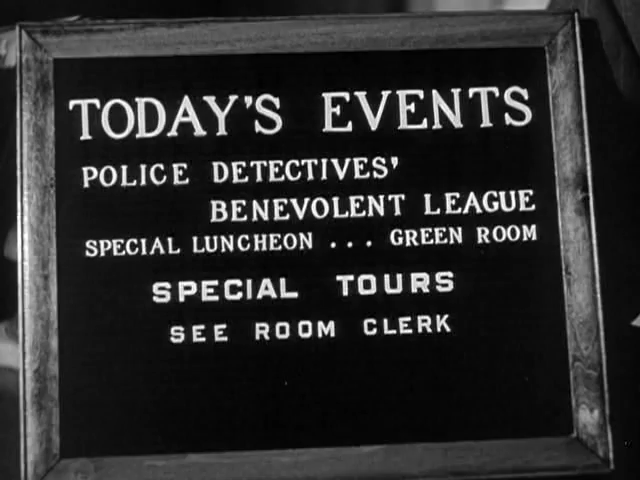 TODAY'S EVENTS
POLICE DETECTIVES'
BENEVOLENT LEAGUE
SPECIAL LUNCHEON ... GREEN ROOM
SPECIAL TOURS
SEE ROOM CLERK